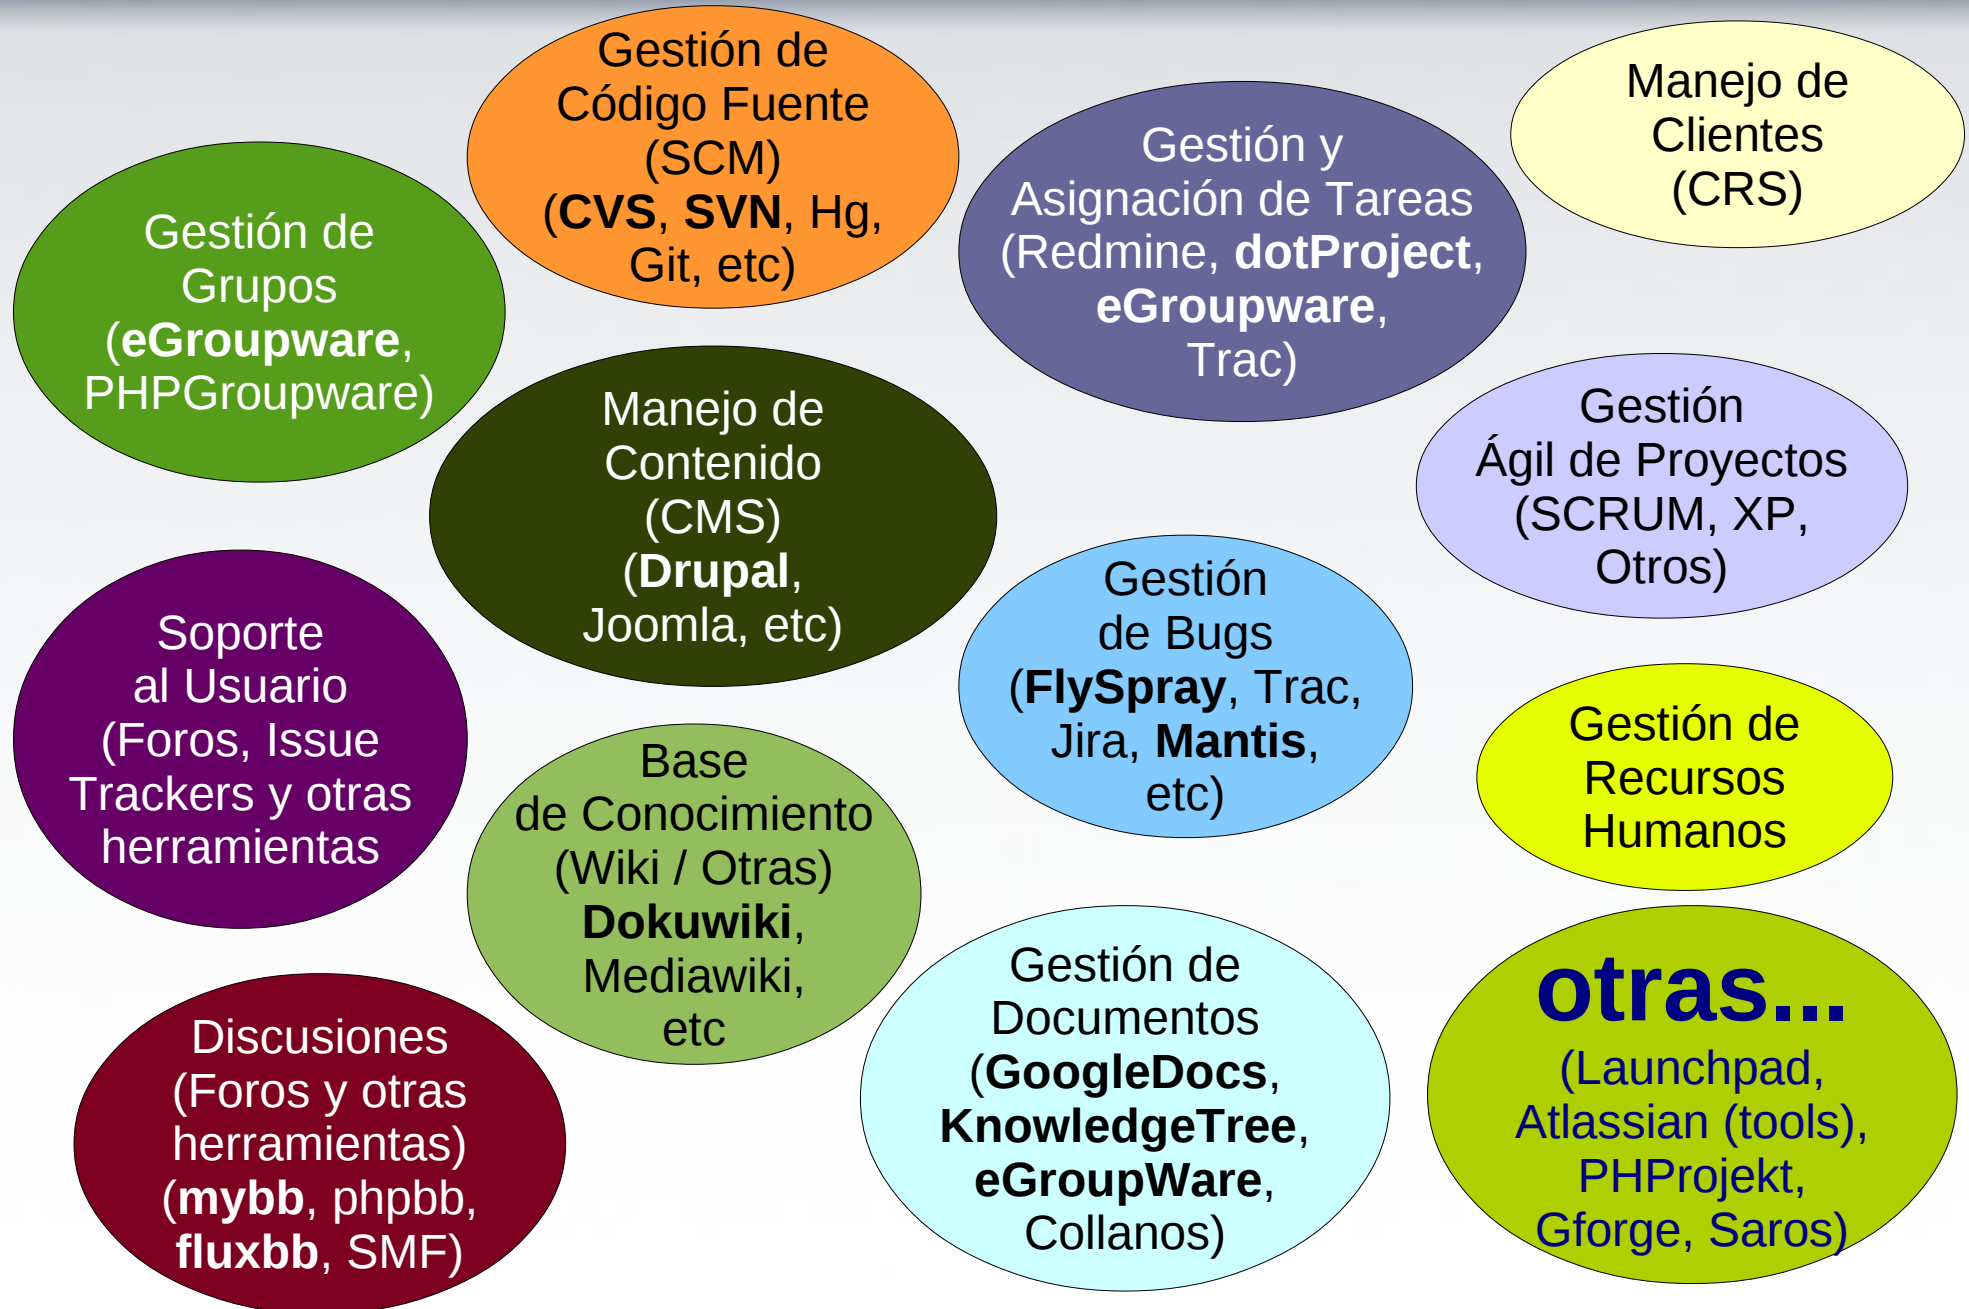 Gestión de
Código Fuente
(SCM)
(CVS, SVN, Hg,
Git, etc)
Manejo de
Clientes
(CRS)
Gestión y
Asignación de Tareas
(Redmine, dotProject,
eGroupware,
Trac)
Gestión de
Grupos
(eGroupware,
PHPGroupware)
Manejo de
Contenido
(CMS)
(Drupal,
Joomla, etc)
Gestión
Ágil de Proyectos
(SCRUM, XP,
Otros)
Gestión
de Bugs
(FlySpray, Trac,
Jira, Mantis,
etc)
Soporte
al Usuario
(Foros, Issue
Trackers y otras
herramientas
Base
de Conocimiento
(Wiki / Otras)
Dokuwiki,
Mediawiki,
etc
Gestión de
Recursos
Humanos
Gestión de
Documentos
(GoogleDocs,
KnowledgeTree,
eGroupWare,
Collanos)
otras...
(Launchpad,
Atlassian (tools),
PHProjekt,
Gforge, Saros)
Discusiones
(Foros y otras
herramientas)
(mybb, phpbb,
fluxbb, SMF)